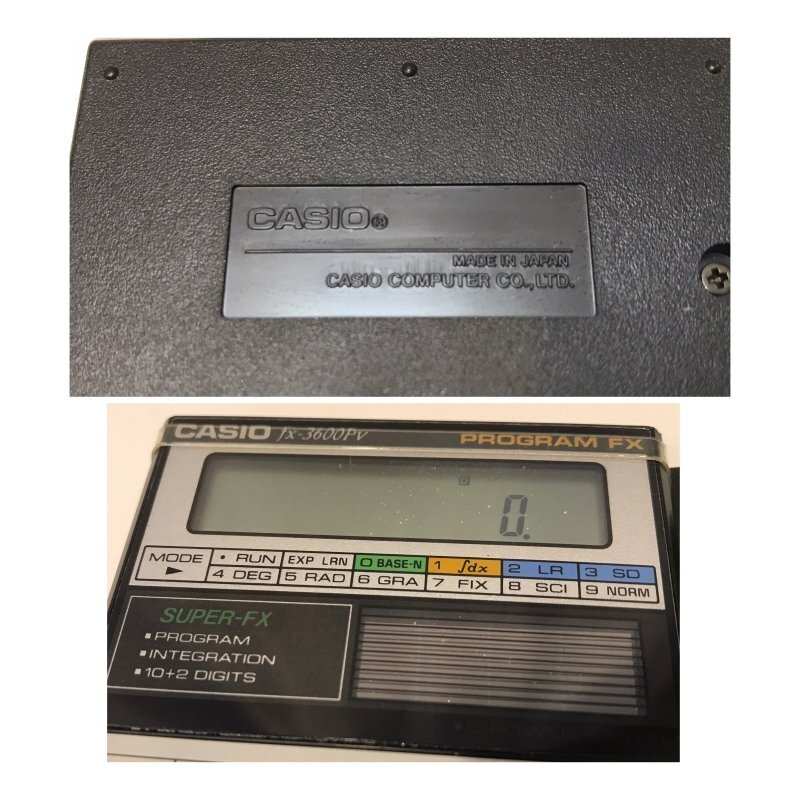 CASIO®
MADE IN JAPAN
CASIO COMPUTER CO.,LTD.
CASIO fx-3600Pv PROGRAM FX
D
0.
MODE ► • RUN EXP LRN 0 BASE-N 1 ∫dx 2 LR 3 SD
4 DEG 5 RAD 6 GRA 7 FIX 8 SCI 9 NORM
SUPER-FX
▪ PROGRAM
▪ INTEGRATION
▪ 10+2 DIGITS